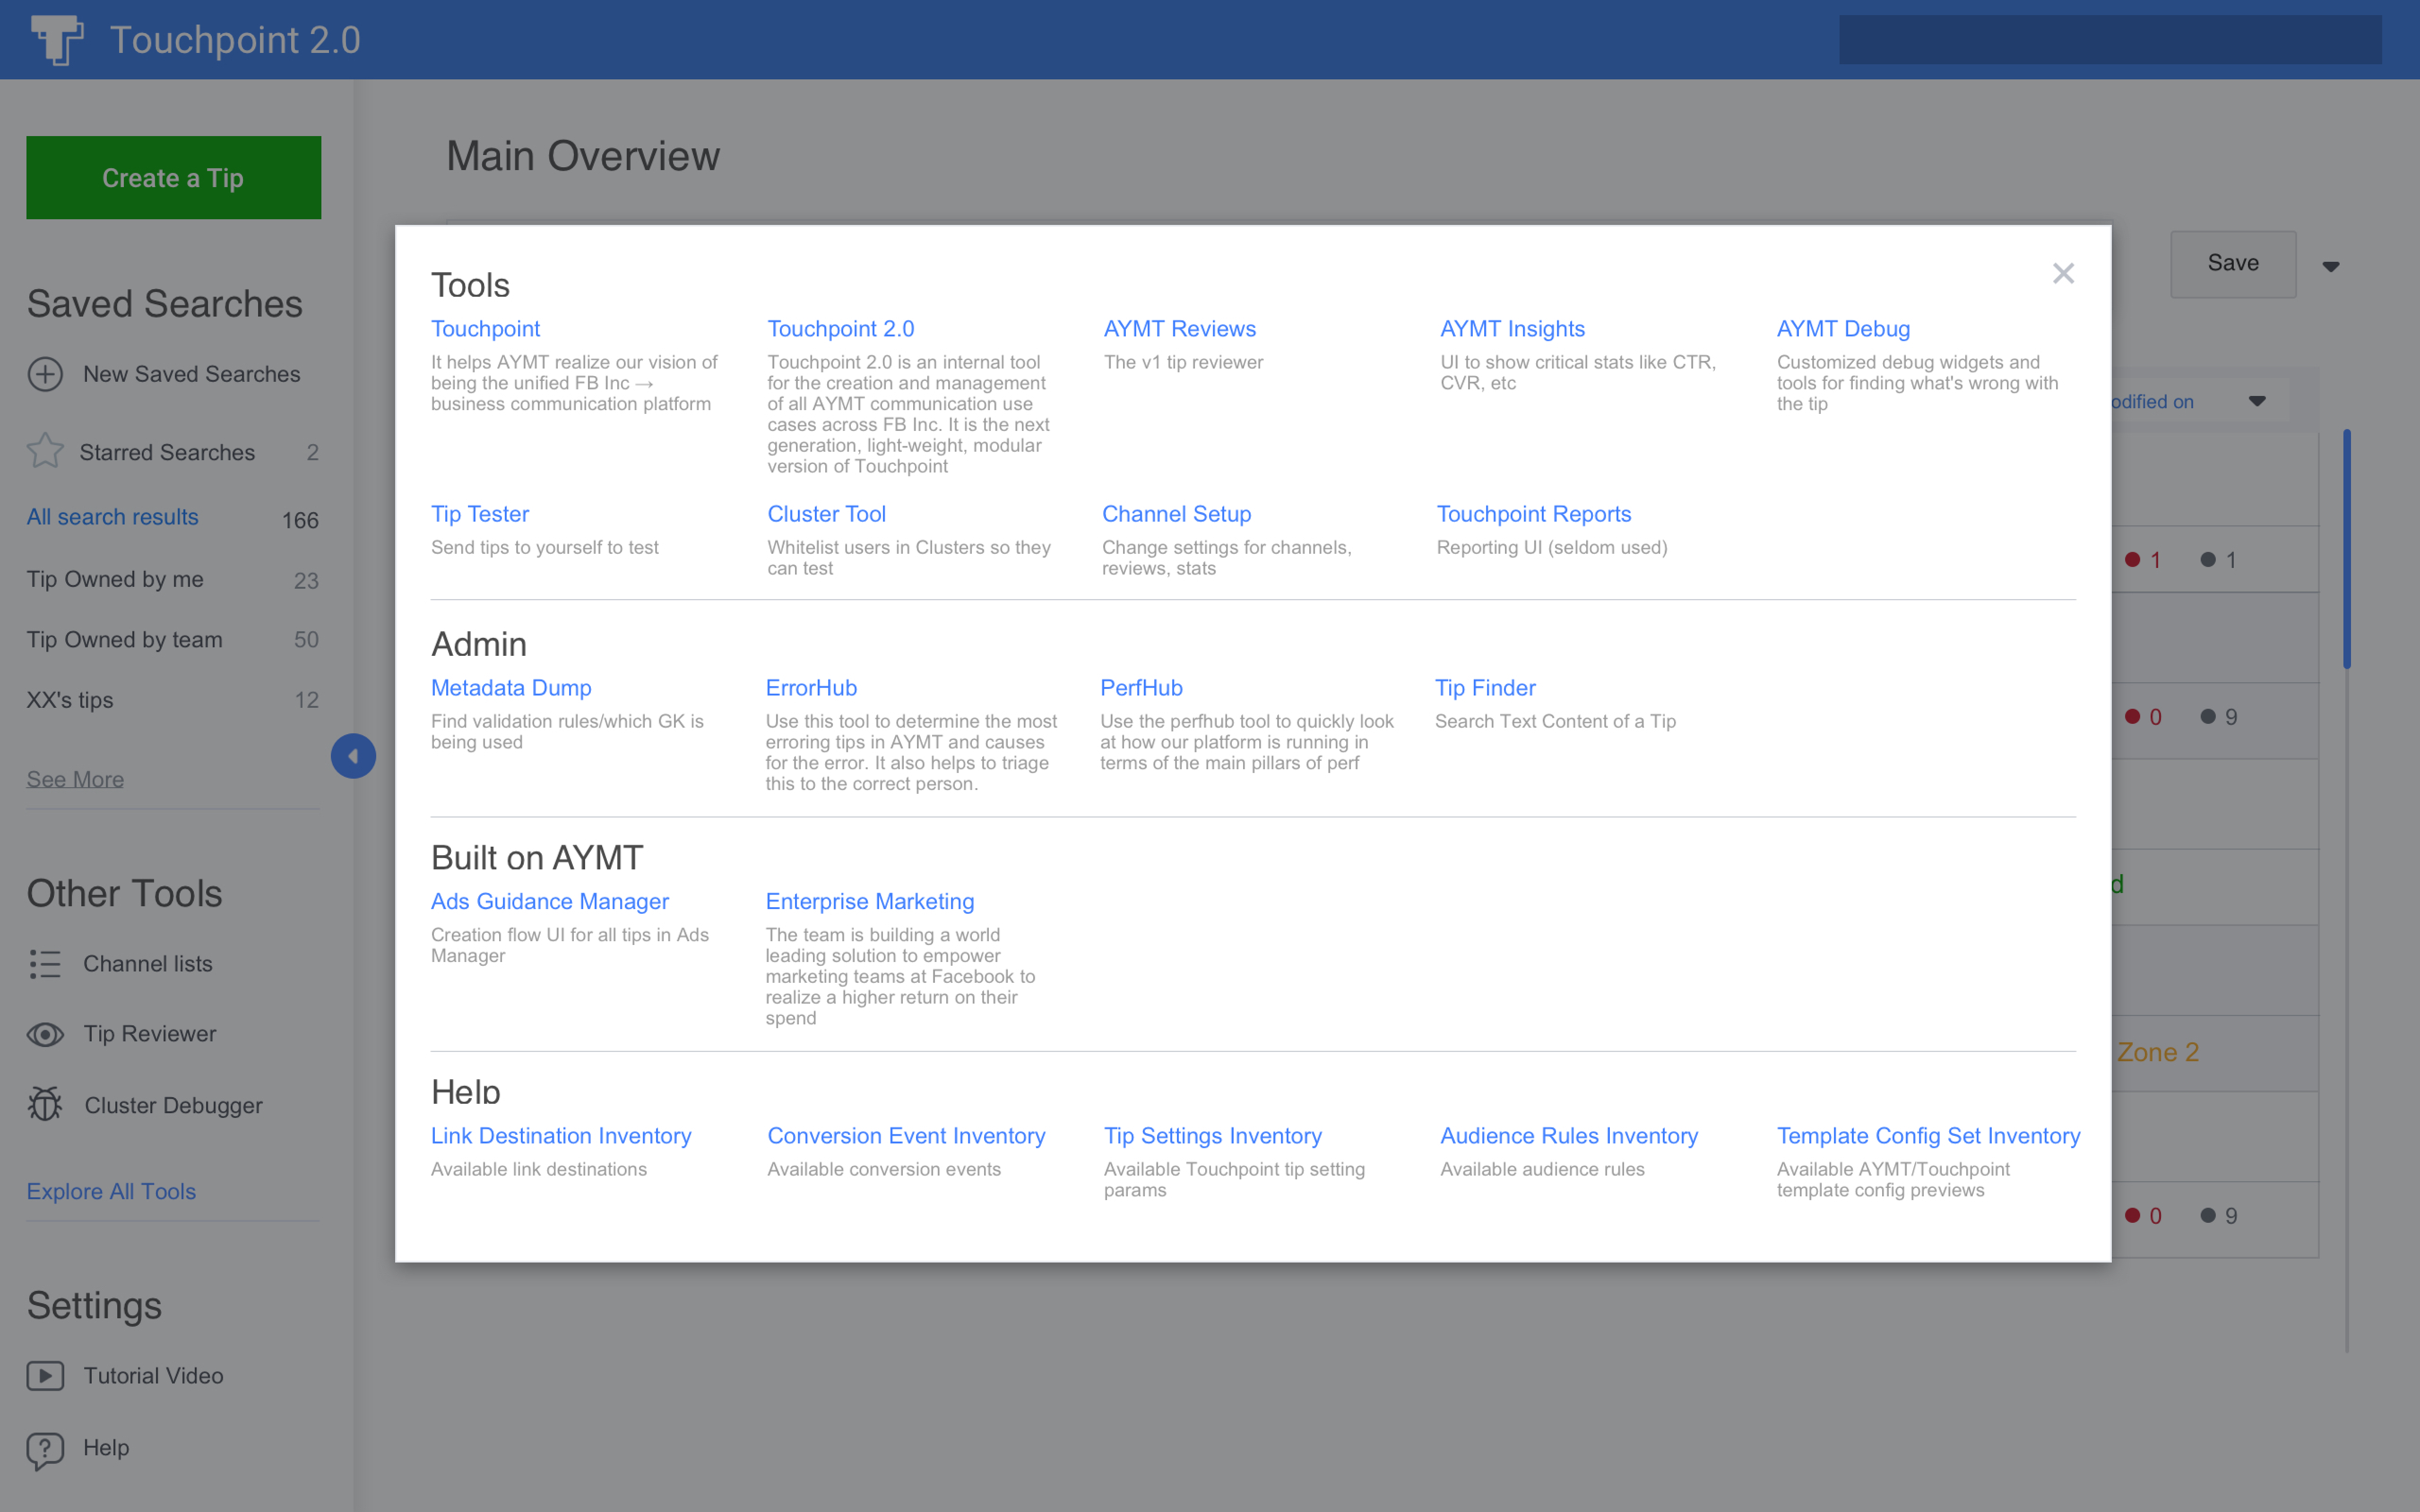 Touchpoint 2.0
Create a Tip
Saved Searches
New Saved Searches
Starred Searches 2
All search results 166
Tip Owned by me 23
Tip Owned by team 50
XX's tips 12
See More
Other Tools
Channel lists
Tip Reviewer
Cluster Debugger
Explore All Tools
Settings
Tutorial Video
Help
Main Overview
Save
odified on
1 1
0 9
d
Zone 2
0 9
Tools
Touchpoint
It helps AYMT realize our vision of
being the unified FB Inc →
business communication platform
Touchpoint 2.0
Touchpoint 2.0 is an internal tool
for the creation and management
of all AYMT communication use
cases across FB Inc. It is the next
generation, light-weight, modular
version of Touchpoint
AYMT Reviews
The v1 tip reviewer
AYMT Insights
UI to show critical stats like CTR,
CVR, etc
AYMT Debug
Customized debug widgets and
tools for finding what's wrong with
the tip
Tip Tester
Send tips to yourself to test
Cluster Tool
Whitelist users in Clusters so they
can test
Channel Setup
Change settings for channels,
reviews, stats
Touchpoint Reports
Reporting UI (seldom used)
Admin
Metadata Dump
Find validation rules/which GK is
being used
ErrorHub
Use this tool to determine the most
erroring tips in AYMT and causes
for the error. It also helps to triage
this to the correct person.
PerfHub
Use the perfhub tool to quickly look
at how our platform is running in
terms of the main pillars of perf
Tip Finder
Search Text Content of a Tip
Built on AYMT
Ads Guidance Manager
Creation flow UI for all tips in Ads
Manager
Enterprise Marketing
The team is building a world
leading solution to empower
marketing teams at Facebook to
realize a higher return on their
spend
Help
Link Destination Inventory
Available link destinations
Conversion Event Inventory
Available conversion events
Tip Settings Inventory
Available Touchpoint tip setting
params
Audience Rules Inventory
Available audience rules
Template Config Set Inventory
Available AYMT/Touchpoint
template config previews